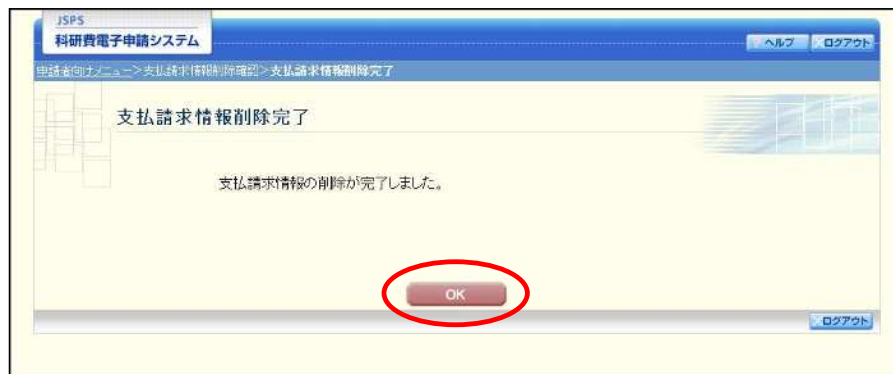 JSPS
科研費電子申請システム
ヘルプ ログアウト
申請者向けメニュー>支払請求情報削除確認>支払請求情報削除完了
支払請求情報削除完了
支払請求情報の削除が完了しました。
OK
ログアウト